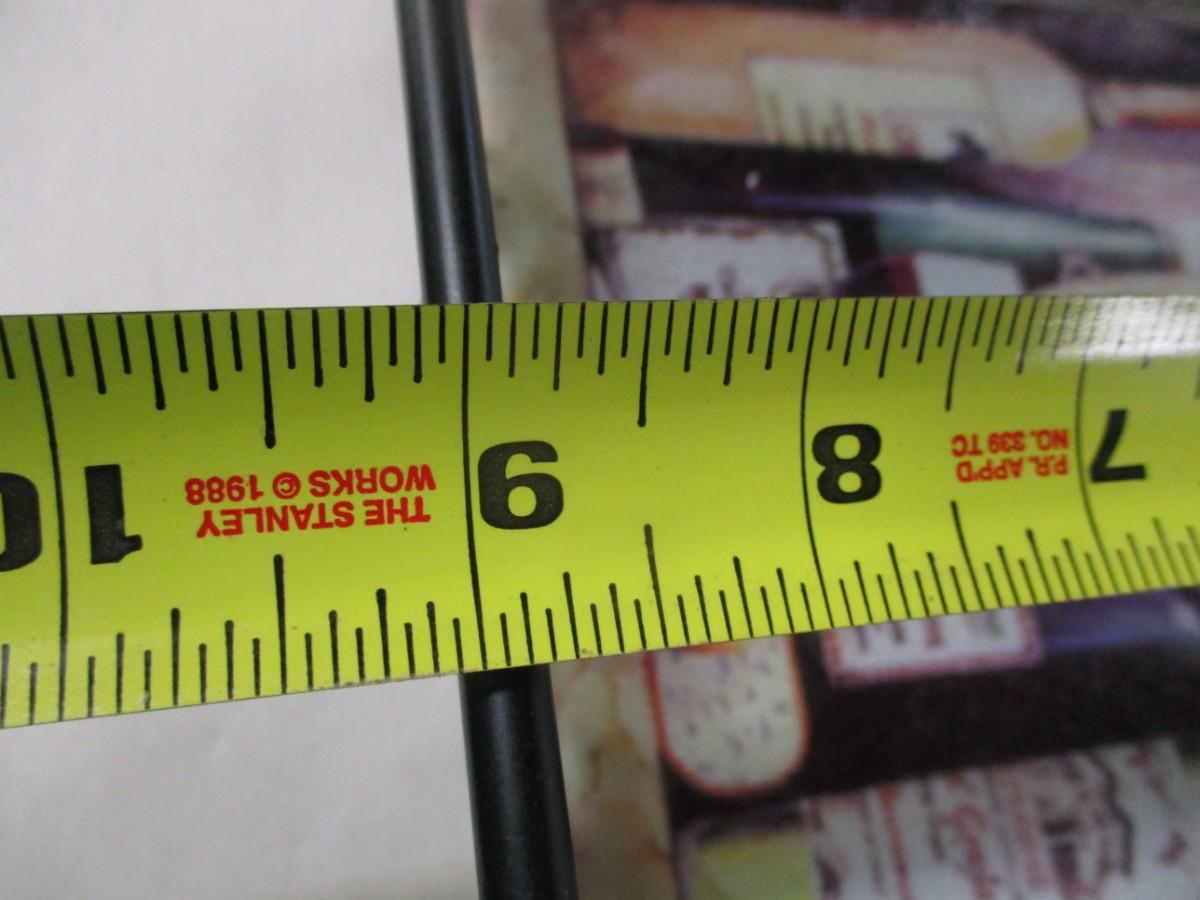 THE STANLEY
WORKS © 1988
P.R. APP'D
NO. 339 TC
7
8
9
10